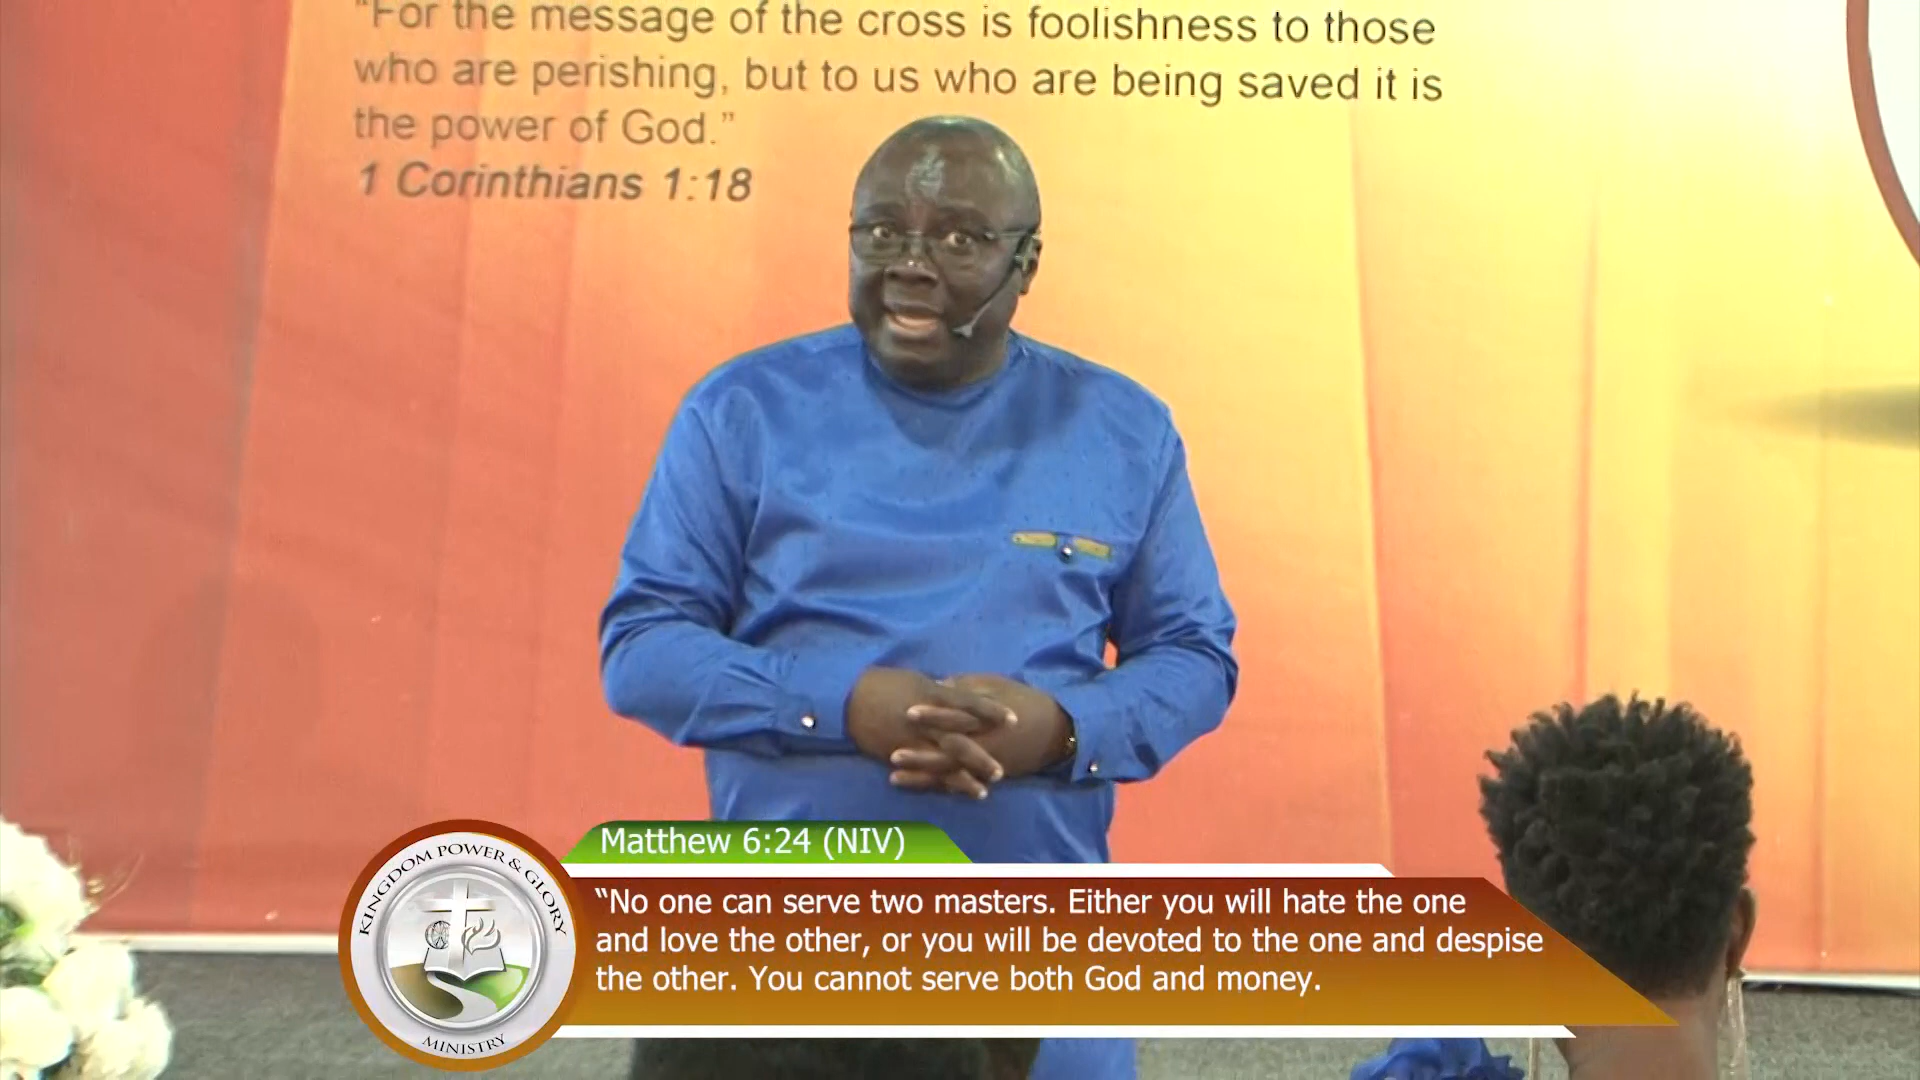 "For the message of the cross is foolishness to those
who are perishing, but to us who are being saved it is
the power of God."
1 Corinthians 1:18
Matthew 6:24 (NIV)
“No one can serve two masters. Either you will hate the one
and love the other, or you will be devoted to the one and despise
the other. You cannot serve both God and money.
KINGDOM POWER & GLORY
MINISTRY